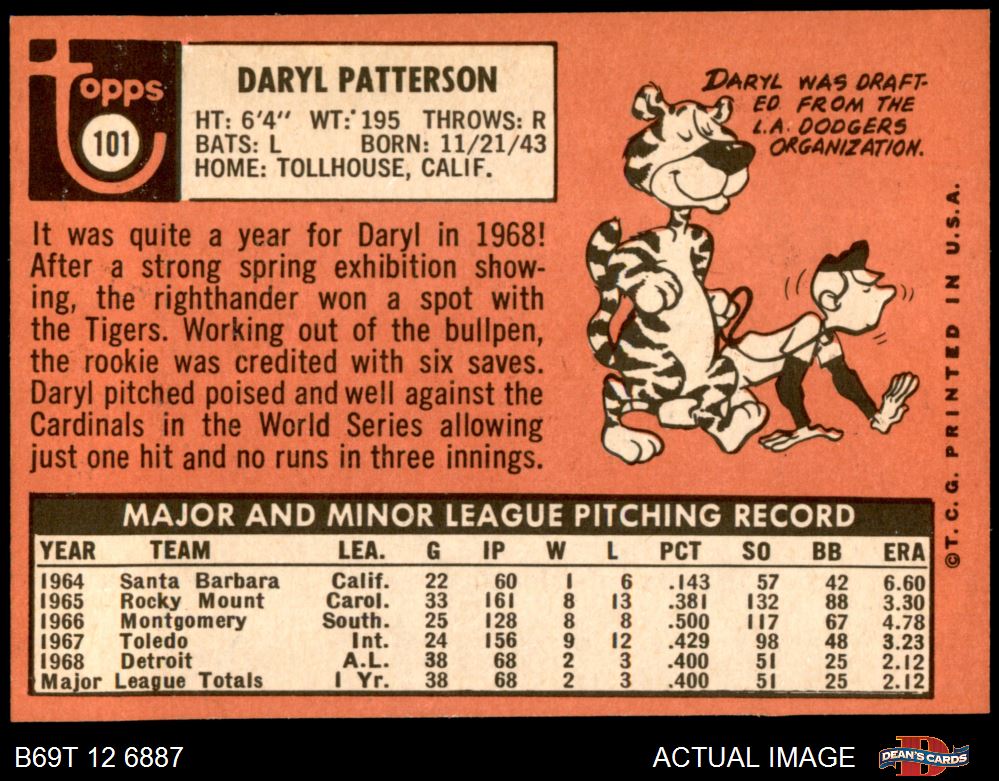 topps
101
DARYL PATTERSON
HT: 6'4" WT: 195 THROWS: R
BATS: L BORN: 11/21/43
HOME: TOLLHOUSE, CALIF.
DARYL WAS DRAFT-
ED FROM THE
L.A. DODGERS
ORGANIZATION.
It was quite a year for Daryl in 1968!
After a strong spring exhibition show-
ing, the righthander won a spot with
the Tigers. Working out of the bullpen,
the rookie was credited with six saves.
Daryl pitched poised and well against the
Cardinals in the World Series allowing
just one hit and no runs in three innings.
©T.C.G. PRINTED IN U.S.A.
MAJOR AND MINOR LEAGUE PITCHING RECORD
YEAR TEAM LEA. G IP W L PCT SO BB ERA
1964 Santa Barbara Calif. 22 60 1 6 .143 57 42 6.60
1965 Rocky Mount Carol. 33 161 8 13 .381 132 88 3.30
1966 Montgomery South. 25 128 8 8 .500 117 67 4.78
1967 Toledo Int. 24 156 9 12 .429 98 48 3.23
1968 Detroit A.L. 38 68 2 3 .400 51 25 2.12
Major League Totals 1 Yr. 38 68 2 3 .400 51 25 2.12
B69T 12 6887 ACTUAL IMAGE
D
DEAN'S CARDS